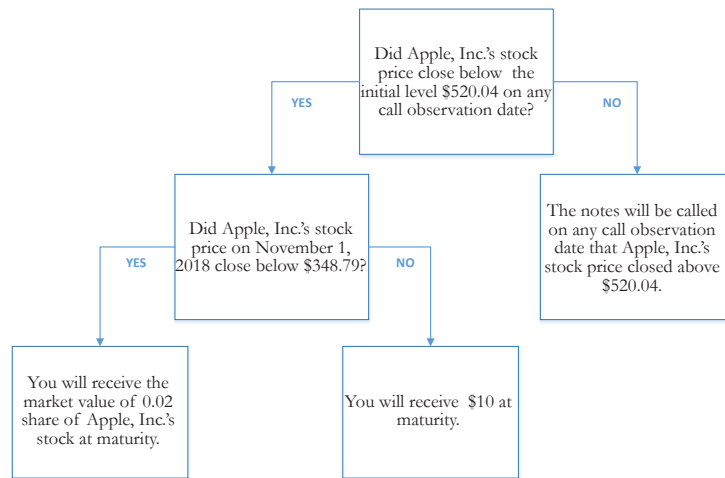 Did Apple, Inc.'s stock
price close below the
initial level $520.04 on any
call observation date?
YES
NO
Did Apple, Inc.'s stock
price on November 1,
2018 close below $348.79?
The notes will be called
on any call observation
date that Apple, Inc.'s
stock price closed above
$520.04.
YES
NO
You will receive the
market value of 0.02
share of Apple, Inc.'s
stock at maturity.
You will receive $10 at
maturity.